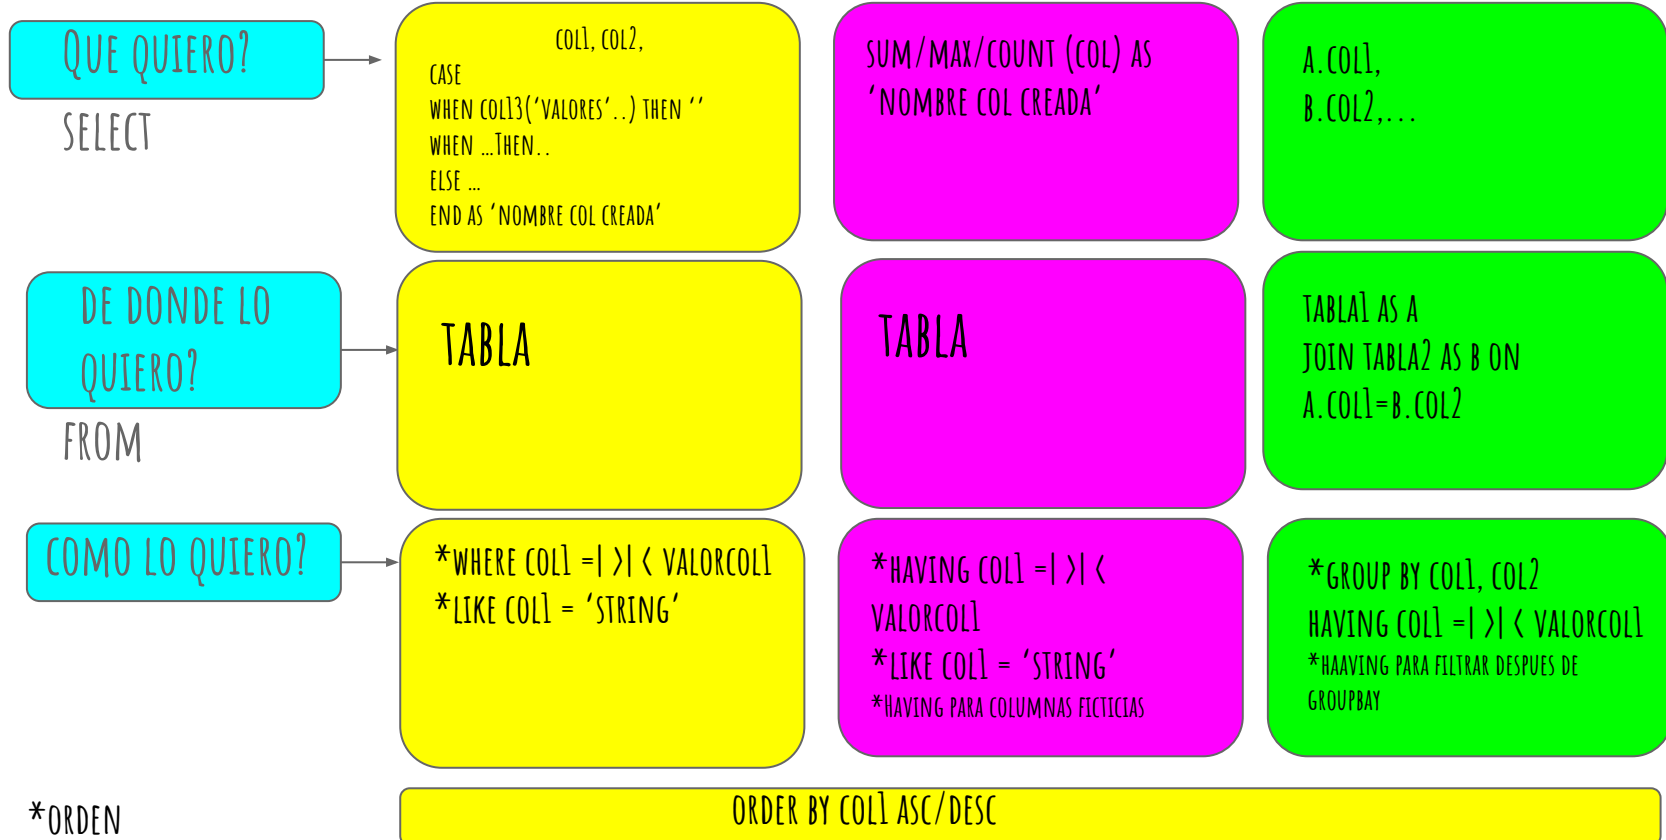 QUE QUIERO?
SELECT
COL1, COL2,
CASE
WHEN COL13('VALORES'..) THEN ''
WHEN …THEN..
ELSE …
END AS 'NOMBRE COL CREADA'
SUM/MAX/COUNT (COL) AS
'NOMBRE COL CREADA'
A.COL1,
B.COL2,...
DE DONDE LO
QUIERO?
FROM
TABLA
TABLA
TABLA1 AS A
JOIN TABLA2 AS B ON
A.COL1=B.COL2
COMO LO QUIERO?
*WHERE COL1 =| >| < VALORCOL1
*LIKE COL1 = 'STRING'
*HAVING COL1 =| >| <
VALORCOL1
*LIKE COL1 = 'STRING'
*HAVING PARA COLUMNAS FICTICIAS
*GROUP BY COL1, COL2
HAVING COL1 =| >| < VALORCOL1
*HAAVING PARA FILTRAR DESPUES DE
GROUPBAY
*ORDEN
ORDER BY COL1 ASC/DESC